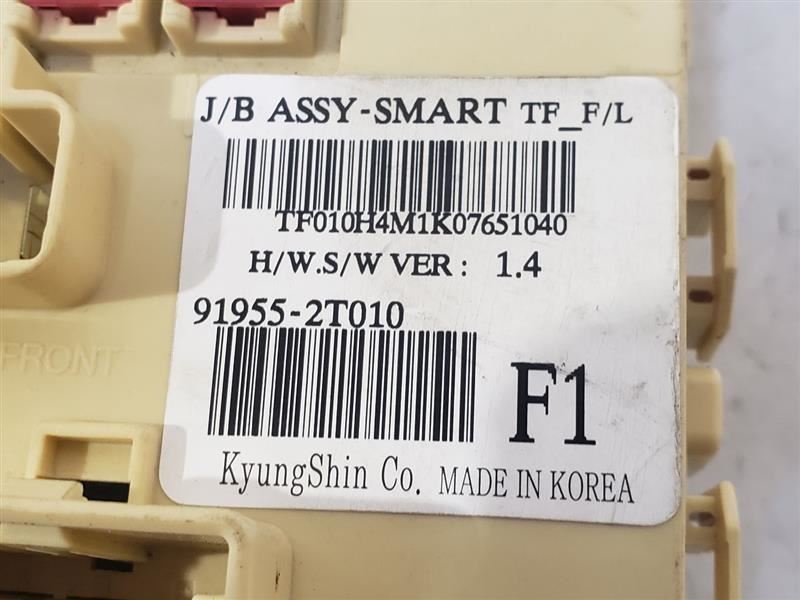 J/B ASSY-SMART TF_F/L
TF010H4M1K07651040
H/W.S/W VER : 1.4
91955-2T010
FRONT
F1
KyungShin Co. MADE IN KOREA